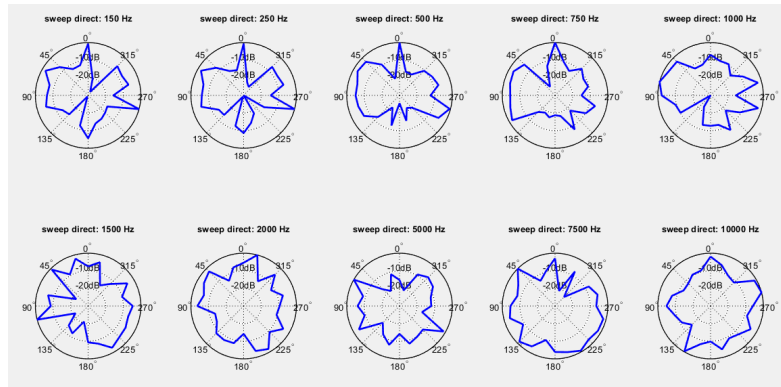 sweep direct: 150 Hz
0°
45° 315°
-10dB
-20dB
90° 270°
135 225°
180°
sweep direct: 250 Hz
0°
45° 315°
-10dB
-20dB
90° 270°
135 225°
180°
sweep direct: 500 Hz
0°
45° 315°
-10dB
-20dB
90° 270°
135 225°
180°
sweep direct: 750 Hz
0°
45° 315°
-10dB
-20dB
90° 270°
135 225°
180°
sweep direct: 1000 Hz
0°
45° 315°
-10dB
-20dB
90° 270°
135 225°
180°
sweep direct: 1500 Hz
0°
45° 315°
-10dB
-20dB
90° 270°
135 225°
180°
sweep direct: 2000 Hz
0°
45° 315°
-10dB
-20dB
90° 270°
135 225°
180°
sweep direct: 5000 Hz
0°
45° 315°
-10dB
-20dB
90° 270°
135 225°
180°
sweep direct: 7500 Hz
0°
45° 315°
-10dB
-20dB
90° 270°
135 225°
180°
sweep direct: 10000 Hz
0°
45° 315°
-10dB
-20dB
90° 270°
135 225°
180°